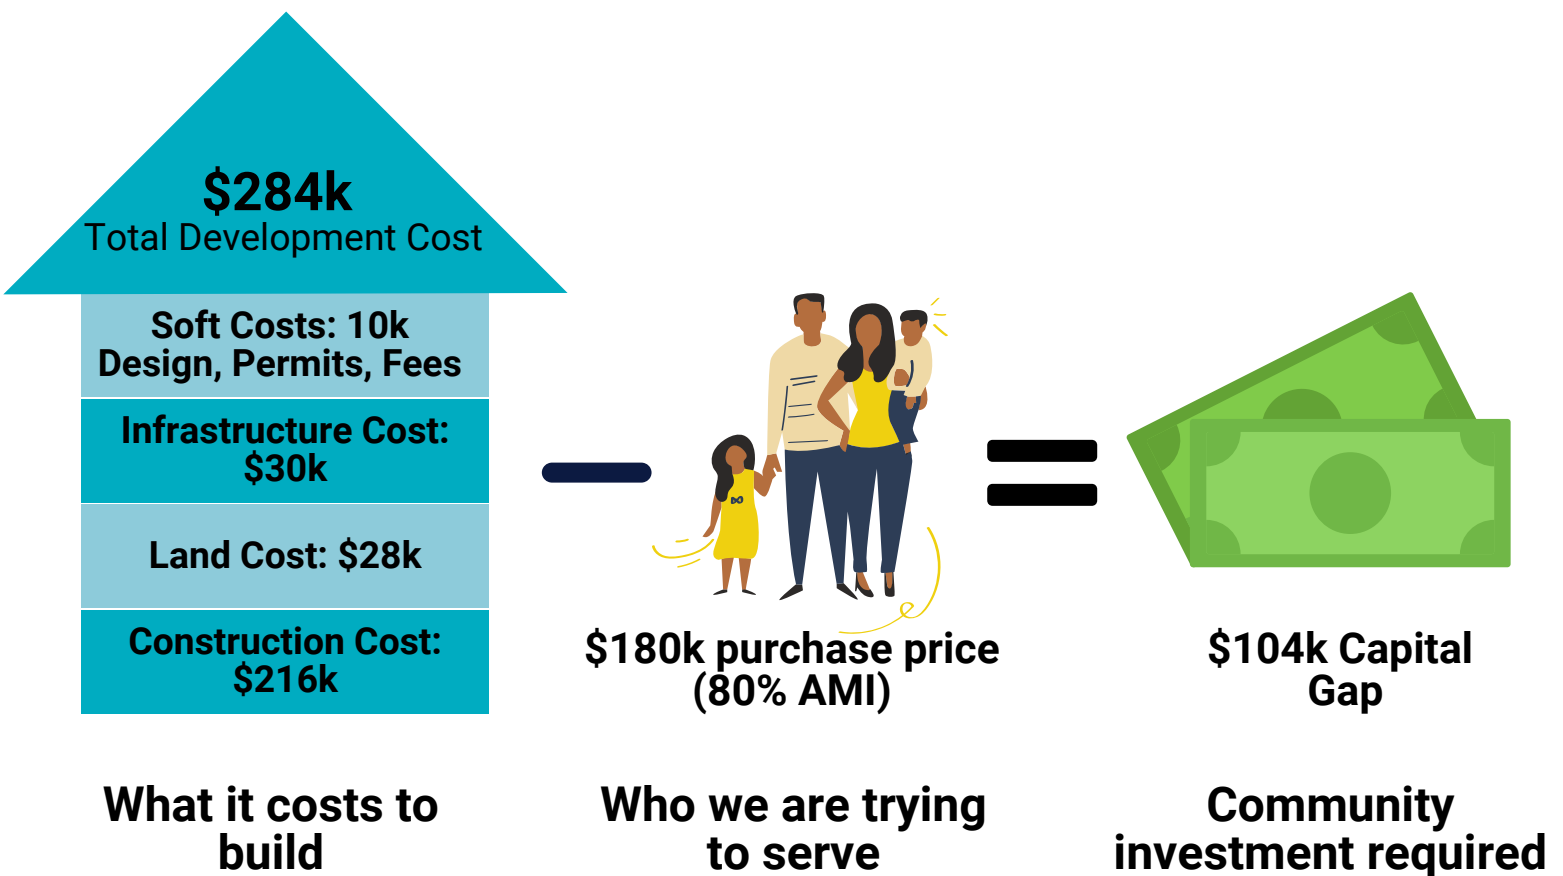 $284k
Total Development Cost
Soft Costs: 10k
Design, Permits, Fees
Infrastructure Cost:
$30k
Land Cost: $28k
Construction Cost:
$216k
What it costs to
build
$180k purchase price
(80% AMI)
Who we are trying
to serve
$104k Capital
Gap
Community
investment required